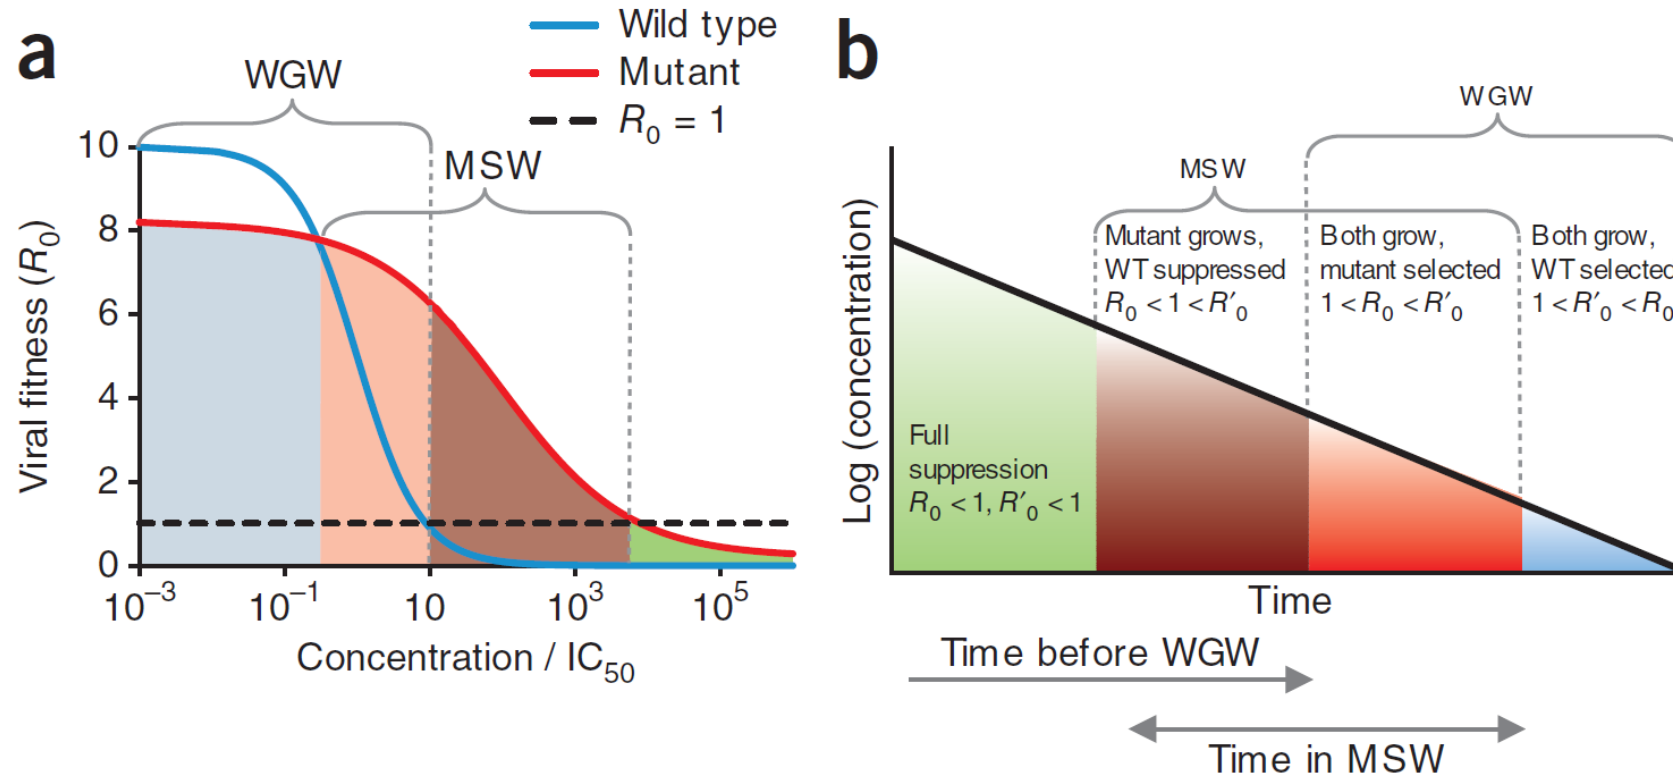 a
Wild type
Mutant
R₀ = 1
WGW
MSW
10
8
6
4
2
0
Viral fitness (R₀)
10⁻³
10⁻¹
10
10³
10⁵
Concentration / IC₅₀
b
WGW
MSW
Mutant grows,
WT suppressed
R₀ < 1 < R′₀
Both grow,
mutant selected
1 < R₀ < R′₀
Both grow,
WT selected
1 < R′₀ < R₀
Full
suppression
R₀ < 1, R′₀ < 1
Log (concentration)
Time
Time before WGW
Time in MSW